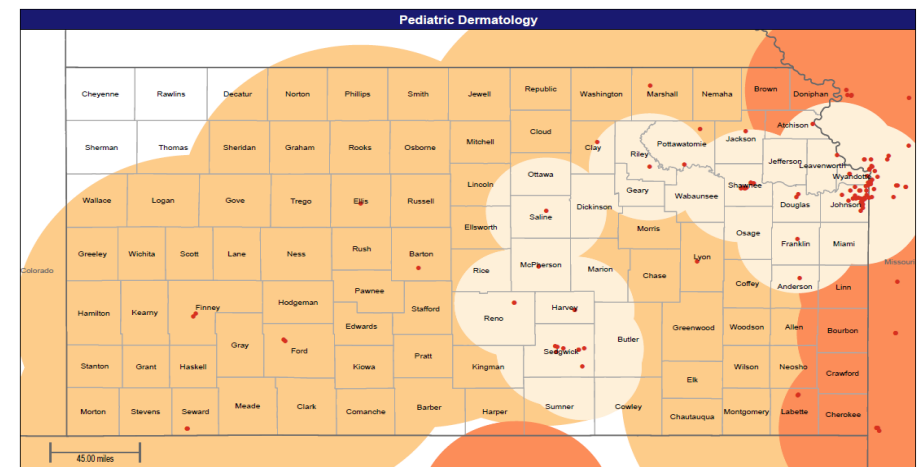 Pediatric Dermatology
Cheyenne Rawlins Decatur Norton Phillips Smith Jewell Republic Washington Marshall Nemaha Brown Doniphan
Atchison
Cloud
Sherman Thomas Sheridan Graham Rooks Osborne Mitchell Clay Riley Pottawatomie Jackson
Jefferson Leavenworth
Ottawa Wyandotte
Lincoln Geary Wabaunsee Shawnee
Wallace Logan Gove Trego Ellis Russell Dickinson Douglas Johnson
Saline
Ellsworth Morris Osage
Greeley Wichita Scott Lane Ness Rush Barton Franklin Miami
Colorado Rice McPherson Marion Chase Lyon Missouri
Pawnee Coffey Anderson Linn
Hamilton Kearny Finney Hodgeman Stafford Reno Harvey
Edwards Greenwood Woodson Allen Bourbon
Gray Ford Sedgwick Butler
Stanton Grant Haskell Kiowa Pratt Kingman Wilson Neosho Crawford
Elk
Morton Stevens Seward Meade Clark Comanche Barber Harper Sumner Cowley Chautauqua Montgomery Labette Cherokee
45.00 miles